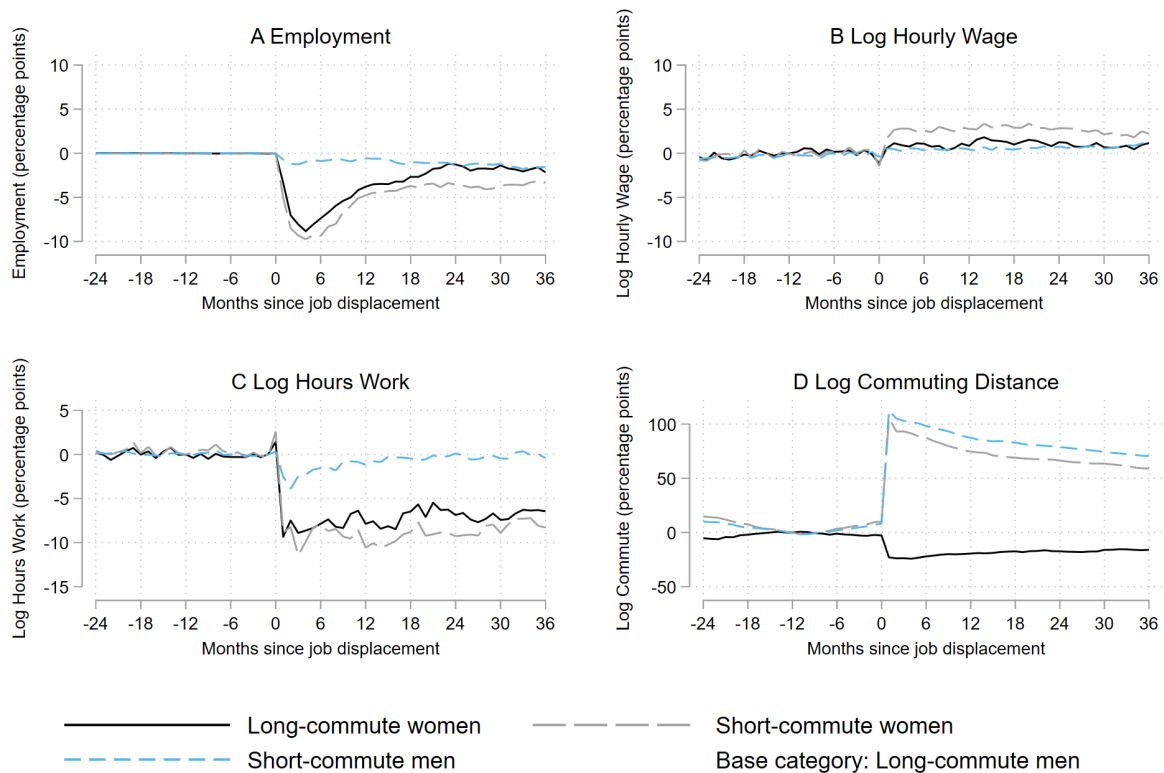 A Employment
Employment (percentage points)
10
5
0
-5
-10
-24 -18 -12 -6 0 6 12 18 24 30 36
Months since job displacement
B Log Hourly Wage
Log Hourly Wage (percentage points)
10
5
0
-5
-10
-24 -18 -12 -6 0 6 12 18 24 30 36
Months since job displacement
C Log Hours Work
Log Hours Work (percentage points)
5
0
-5
-10
-15
-24 -18 -12 -6 0 6 12 18 24 30 36
Months since job displacement
D Log Commuting Distance
Log Commute (percentage points)
100
50
0
-50
-24 -18 -12 -6 0 6 12 18 24 30 36
Months since job displacement
Long-commute women
Short-commute women
Short-commute men
Base category: Long-commute men